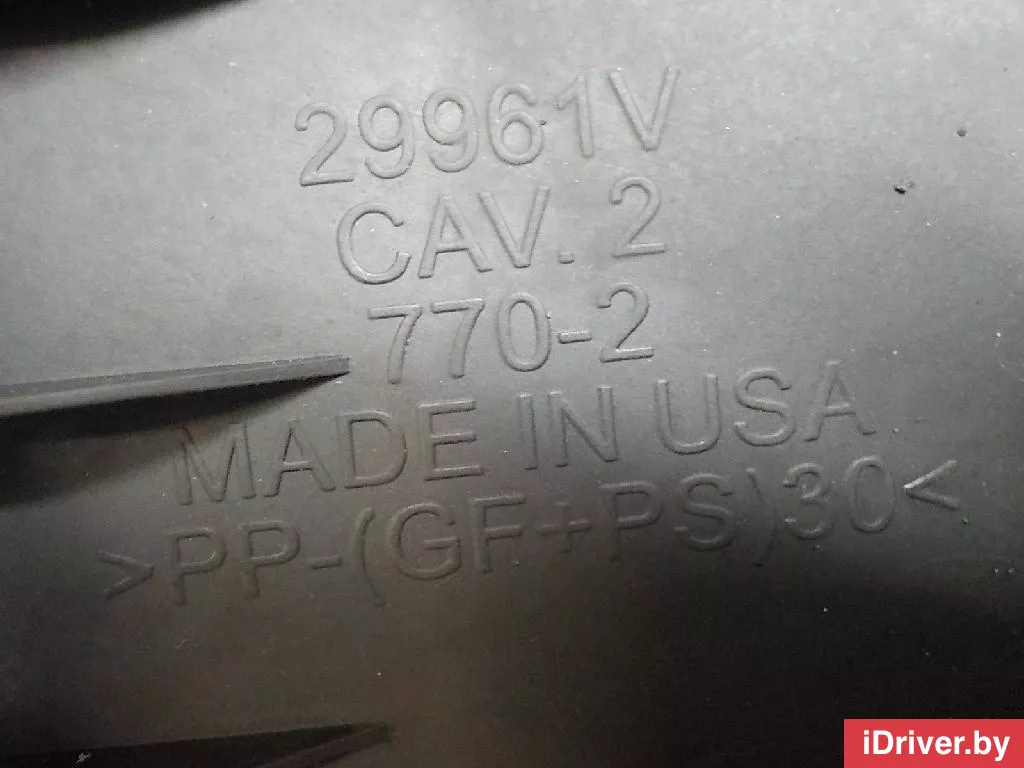 29961V
CAV. 2
770-2
MADE IN USA
>PP-(GF+PS)30<
iDriver.by